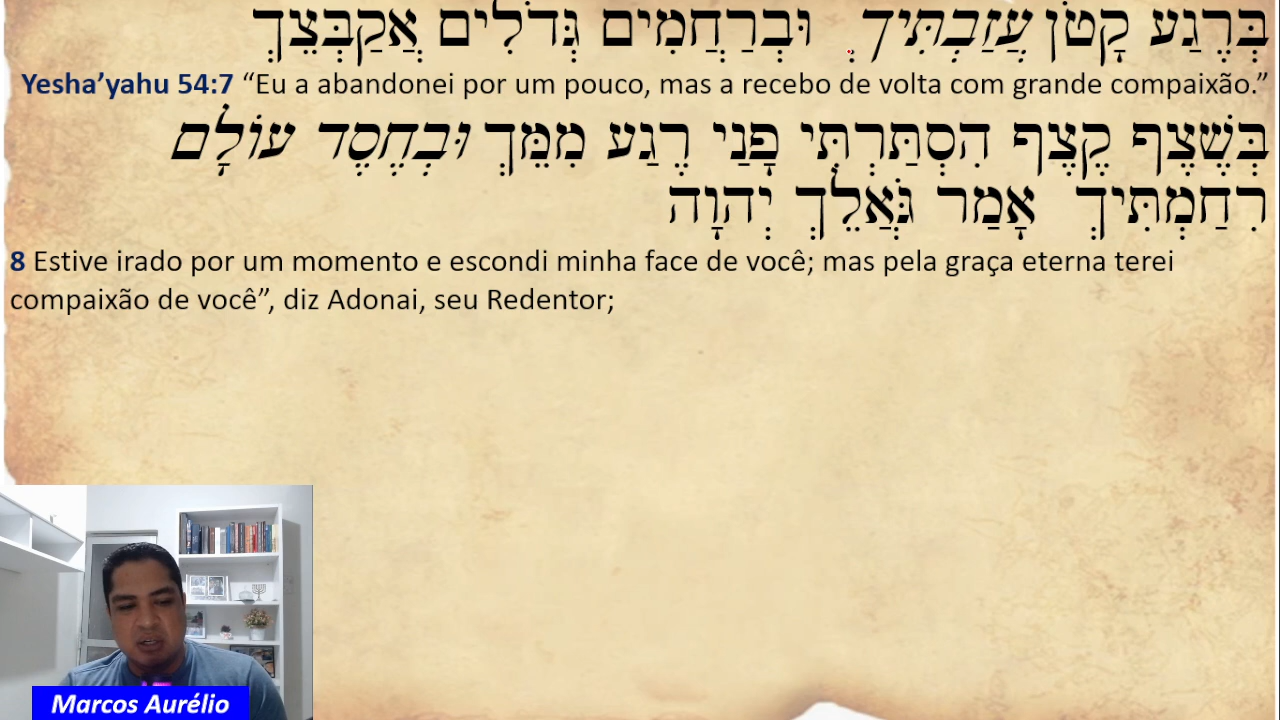 בְּרֶגַע קָטֹן עֲזַבְתִּיךְ וּבְרַחֲמִים גְּדֹלִים אֲקַבְּצֵךְ
Yesha’yahu 54:7 “Eu a abandonei por um pouco, mas a recebo de volta com grande compaixão.”
בְּשֶׁצֶף קֶצֶף הִסְתַּרְתִּי פָנַי רֶגַע מִמֵּךְ וּבְחֶסֶד עוֹלָם
רִחַמְתִּיךְ אָמַר גֹּאֲלֵךְ יְהוָה
8 Estive irado por um momento e escondi minha face de você; mas pela graça eterna terei
compaixão de você”, diz Adonai, seu Redentor;
Marcos Aurélio